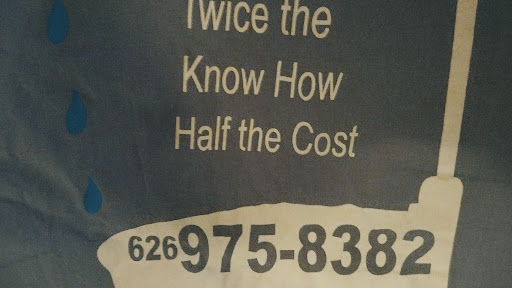 Twice the
Know How
Half the Cost
626975-8382